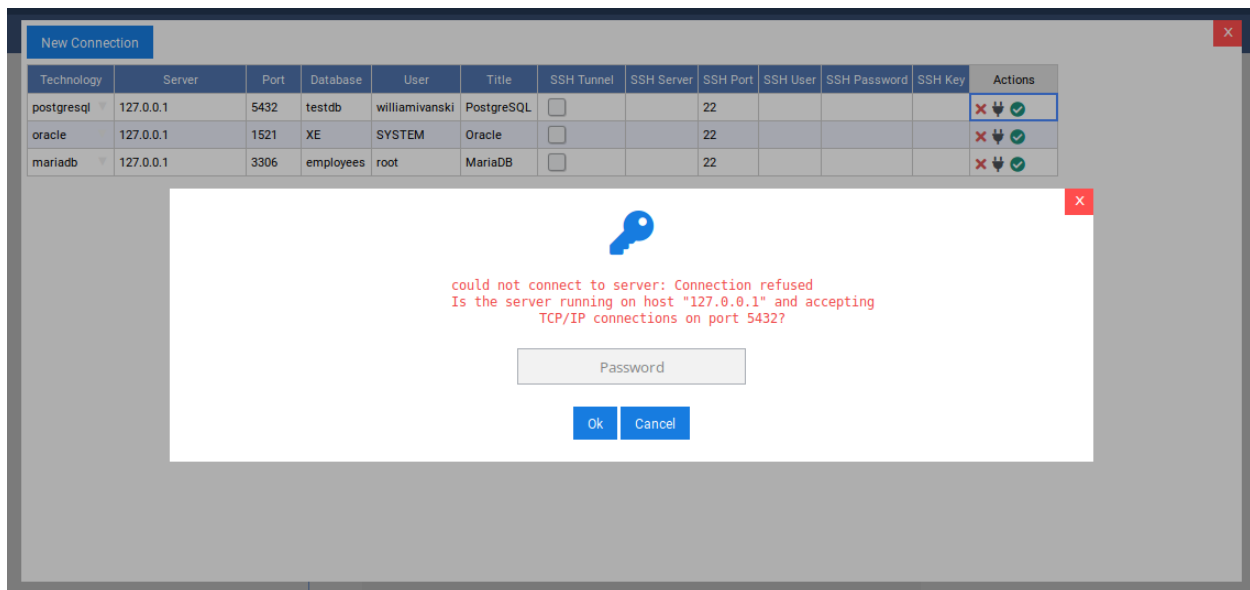 New Connection
X
Technology Server Port Database User Title SSH Tunnel SSH Server SSH Port SSH User SSH Password SSH Key Actions
postgresql 127.0.0.1 5432 testdb williamivanski PostgreSQL 22
oracle 127.0.0.1 1521 XE SYSTEM Oracle 22
mariadb 127.0.0.1 3306 employees root MariaDB 22
X
could not connect to server: Connection refused
Is the server running on host "127.0.0.1" and accepting
TCP/IP connections on port 5432?
Password
Ok Cancel